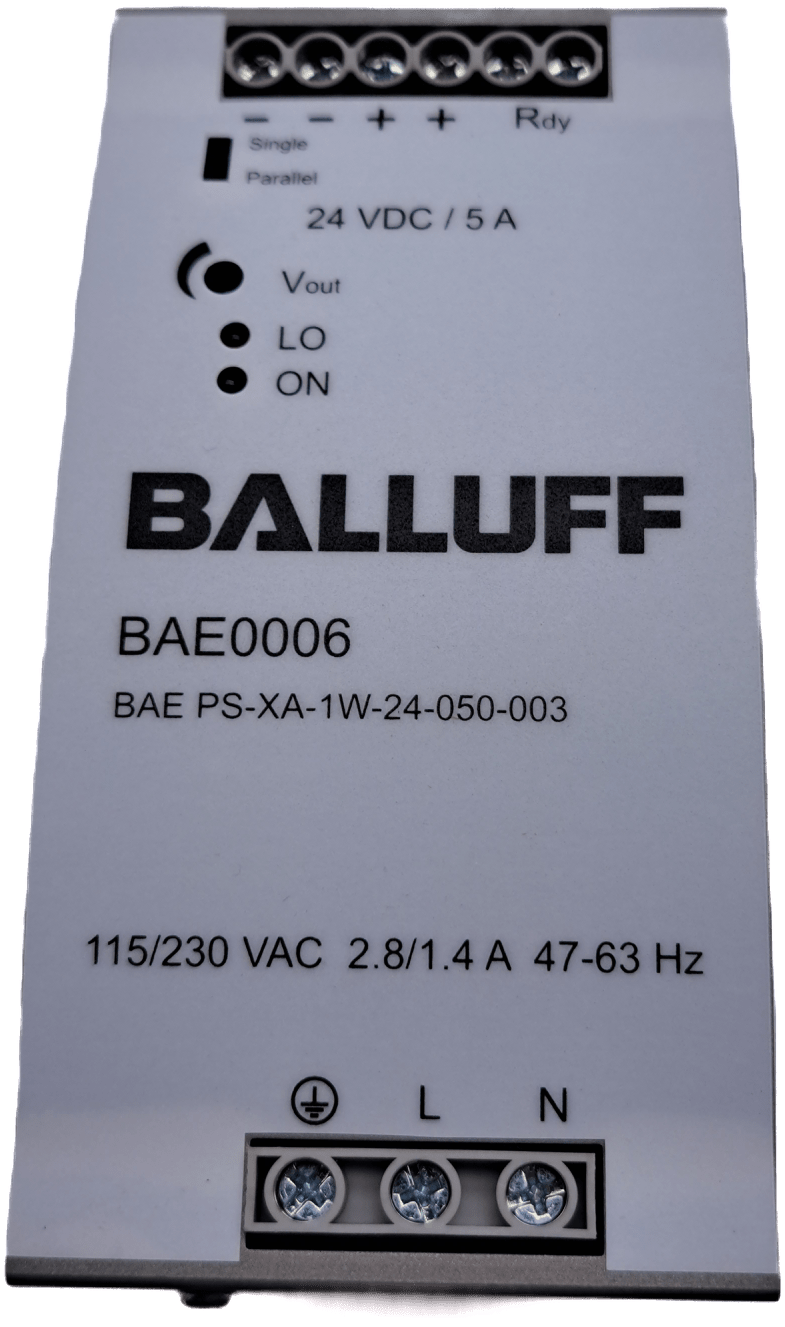 - - + + Rdy
Single
Parallel
24 VDC / 5 A
Vout
LO
ON
BALLUFF
BAE0006
BAE PS-XA-1W-24-050-003
115/230 VAC 2.8/1.4 A 47-63 Hz
L N